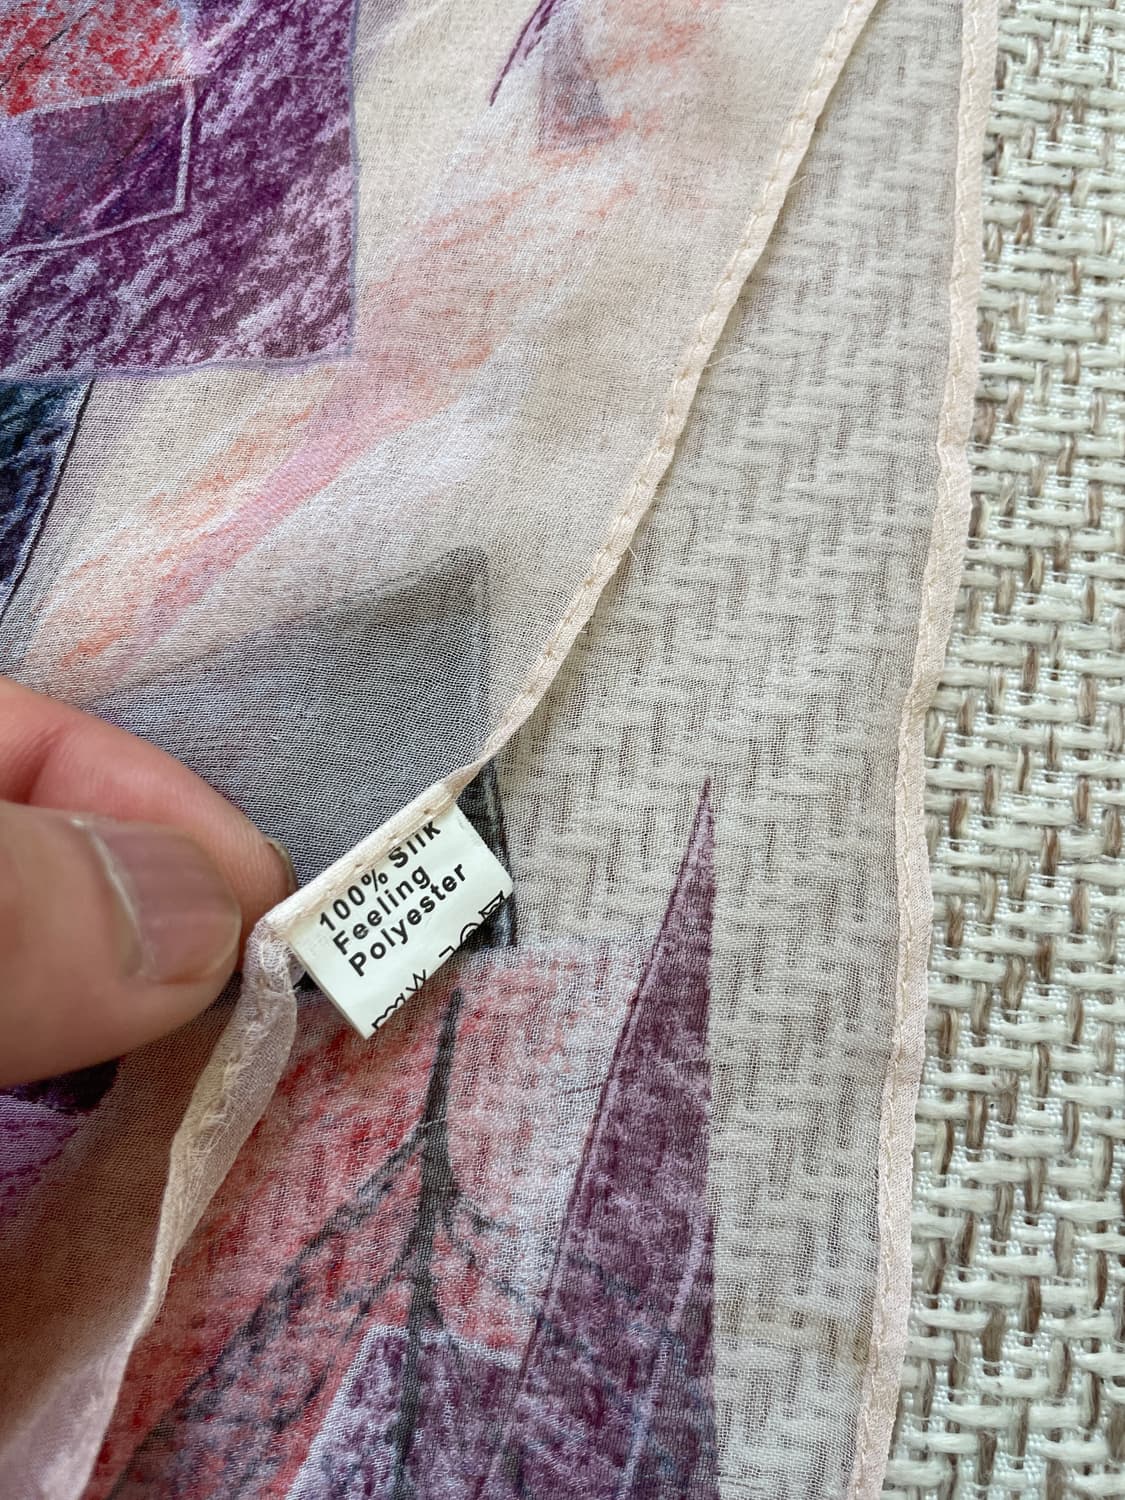 100% Silk
Feeling
Polyester